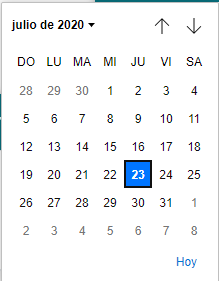 julio de 2020
DO LU MA MI JU VI SA
28 29 30 1 2 3 4
5 6 7 8 9 10 11
12 13 14 15 16 17 18
19 20 21 22 23 24 25
26 27 28 29 30 31 1
2 3 4 5 6 7 8
Hoy